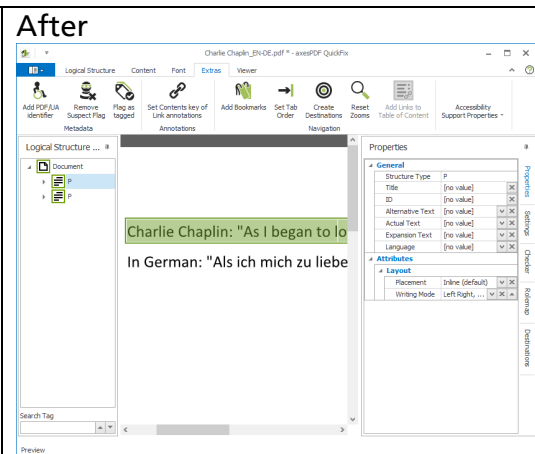 After
Charlie Chaplin_EN-DE.pdf * - axesPDF QuickFix
Logical Structure Content Font Extras Viewer
Add PDF/UA identifier
Remove Suspect Flag
Flag as tagged
Set Contents key of Link annotations
Add Bookmarks
Set Tab Order
Create Destinations
Reset Zooms
Add Links to Table of Content
Accessibility Support Properties
Metadata Annotations Navigation
Logical Structure ...
Document
P
P
Search Tag
Preview
Charlie Chaplin: "As I began to lo
In German: "Als ich mich zu liebe
Properties
General
Structure Type P
Title [no value]
ID [no value]
Alternative Text [no value]
Actual Text [no value]
Expansion Text [no value]
Language [no value]
Attributes
Layout
Placement Inline (default)
Writing Mode Left Right, ...
Properties
Settings
Checker
Rolemap
Destinations